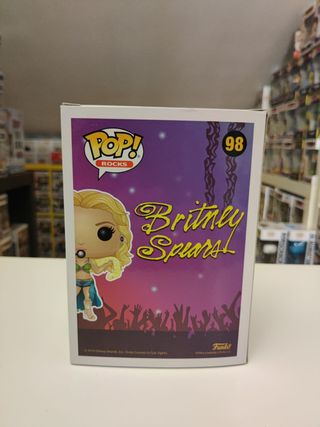 POP!
ROCKS
98
Britney
Spears
Funko